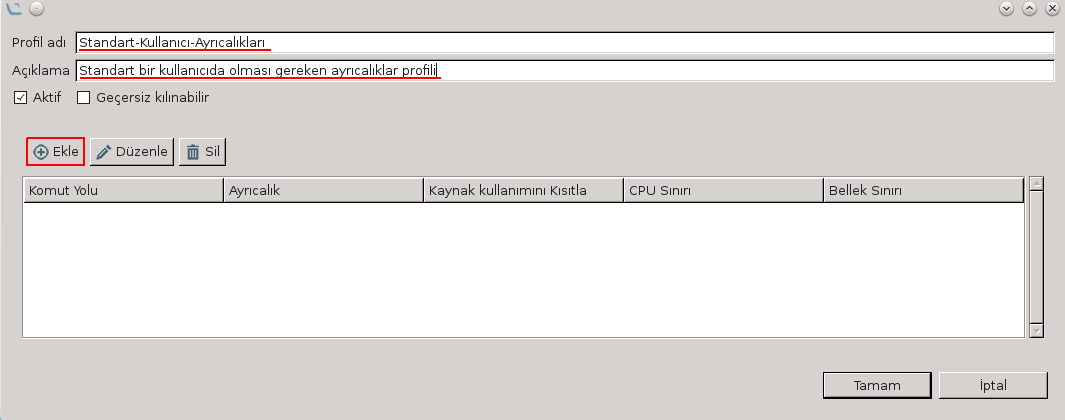 Profil adı Standart-Kullanıcı-Ayrıcalıkları
Açıklama Standart bir kullanıcıda olması gereken ayrıcalıklar profili
Aktif Geçersiz kılınabilir
Ekle Düzenle Sil
Komut Yolu Ayrıcalık Kaynak kullanımını Kısıtla CPU Sınırı Bellek Sınırı
Tamam İptal